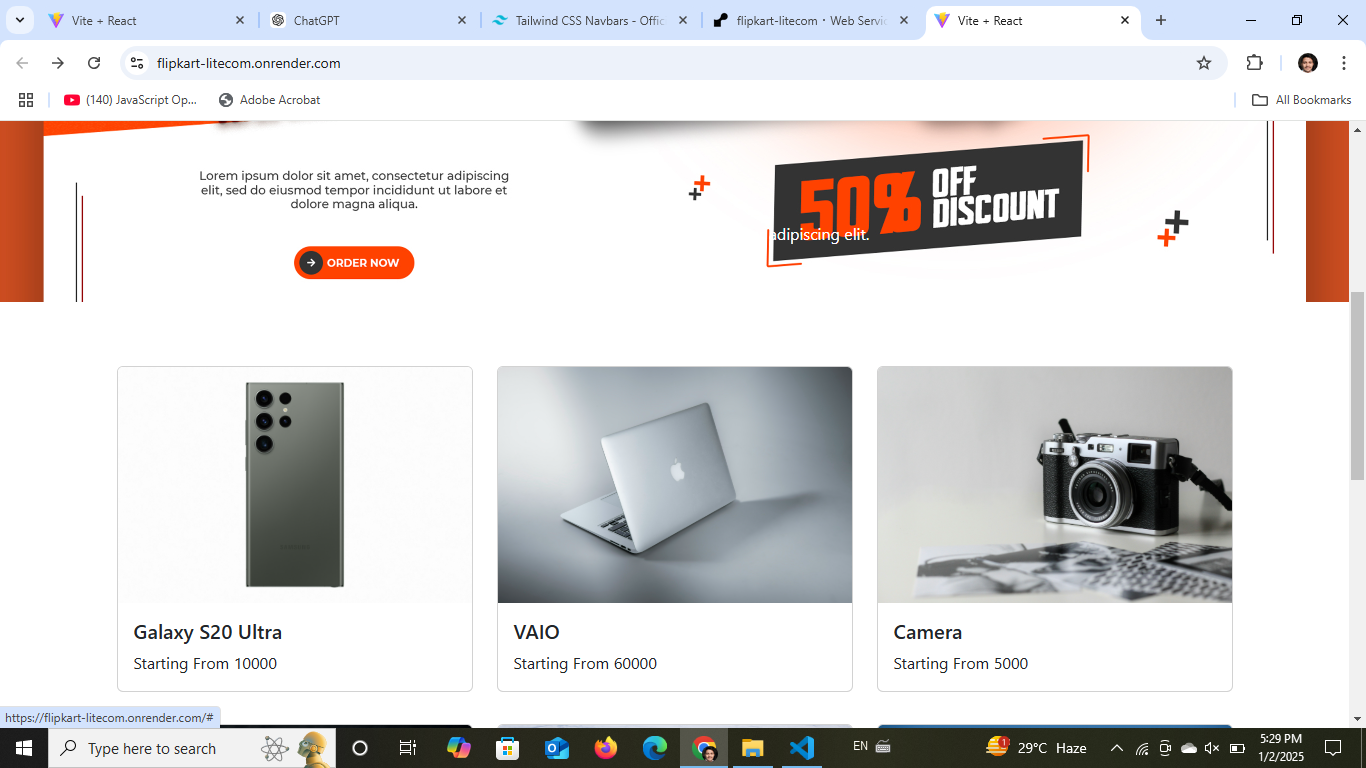 Vite + React
ChatGPT
Tailwind CSS Navbars - Offic
flipkart-litecom · Web Servic
Vite + React
flipkart-litecom.onrender.com
(140) JavaScript Op...
Adobe Acrobat
All Bookmarks
Lorem ipsum dolor sit amet, consectetur adipiscing
elit, sed do eiusmod tempor incididunt ut labore et
dolore magna aliqua.
ORDER NOW
50% OFF
DISCOUNT
adipiscing elit.
Galaxy S20 Ultra
Starting From 10000
VAIO
Starting From 60000
Camera
Starting From 5000
https://flipkart-litecom.onrender.com/#
Type here to search
EN
1
29°C Haze
5:29 PM
1/2/2025